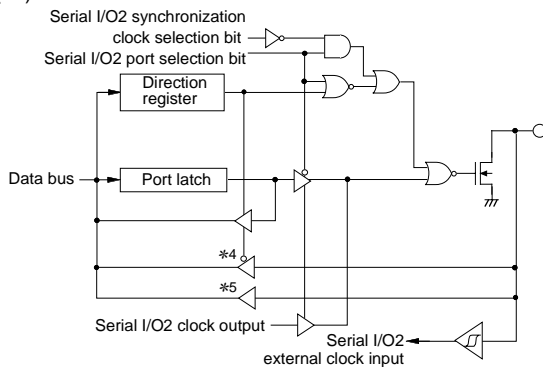 Serial I/O2 synchronization
clock selection bit
Serial I/O2 port selection bit
Direction
register
Data bus
Port latch
*4
*5
Serial I/O2 clock output
Serial I/O2
external clock input